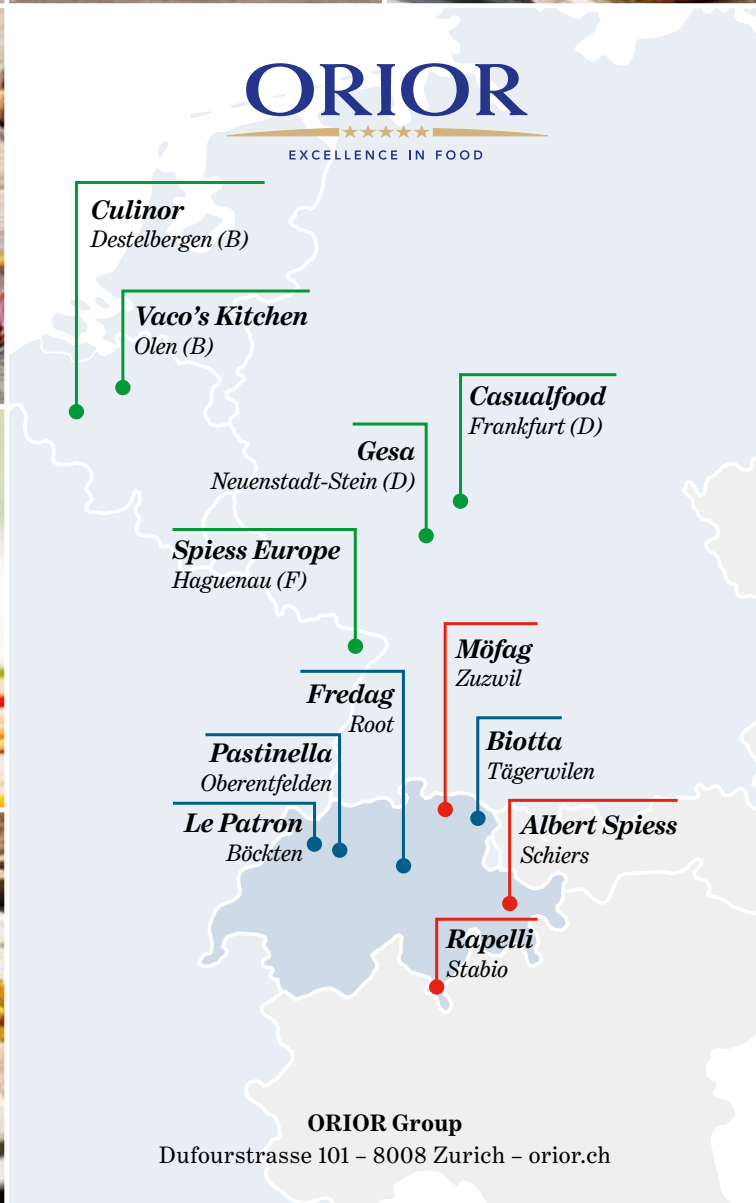 ORIOR
EXCELLENCE IN FOOD
Culinor
Destelbergen (B)
Vaco’s Kitchen
Olen (B)
Casualfood
Frankfurt (D)
Gesa
Neuenstadt-Stein (D)
Spiess Europe
Haguenau (F)
Möfag
Zuzwil
Fredag
Root
Biotta
Tägerwilen
Pastinella
Oberentfelden
Le Patron
Böckten
Albert Spiess
Schiers
Rapelli
Stabio
ORIOR Group
Dufourstrasse 101 – 8008 Zurich – orior.ch